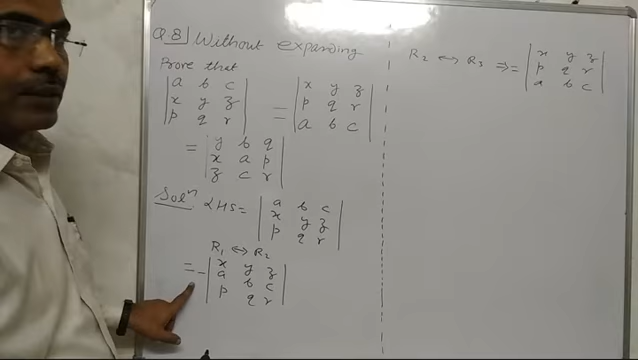 Q.8] Without expanding
Prove that
| a b c |
| x y z |
| p q r |
= | x y z |
| p q r |
| a b c |
= | y b q |
| x a p |
| z c r |
Solⁿ LHS = | a b c |
| x y z |
| p q r |
R₁ ↔ R₂
= - | x y z |
| a b c |
| p q r |
R₂ ↔ R₃ ⇒ = | x y z |
| p q r |
| a b c |